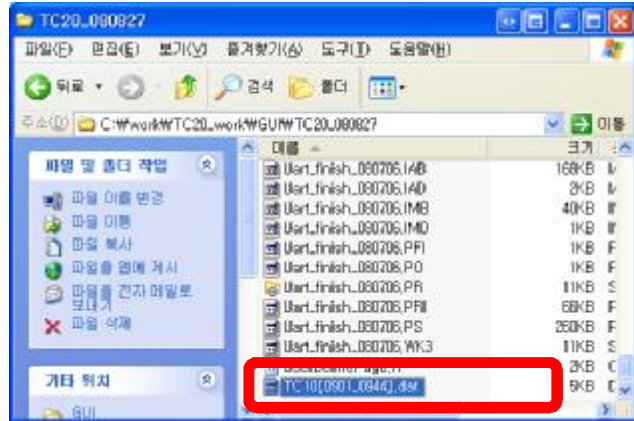 TC20_080827
파일(F) 편집(E) 보기(V) 즐겨찾기(A) 도구(T) 도움말(H)
뒤로 검색 폴더
주소(D) C:\work\TC20_work\GUI\TC20_080827 이동
이름 크기
파일 및 폴더 작업
파일 이름 변경
파일 이동
파일 복사
파일을 웹에 게시
파일을 전자 메일로 보내기
파일 삭제
기타 위치
GUI
Uart_finish_080706.IAB 168KB
Uart_finish_080706.IAD 2KB
Uart_finish_080706.IMB 40KB
Uart_finish_080706.IMD 1KB
Uart_finish_080706.PFI 1KB
Uart_finish_080706.PO 1KB
Uart_finish_080706.PR 11KB
Uart_finish_080706.PRI 68KB
Uart_finish_080706.PS 260KB
Uart_finish_080706.WK3 11KB
2KB
TC10[0901_0944].dat 9KB